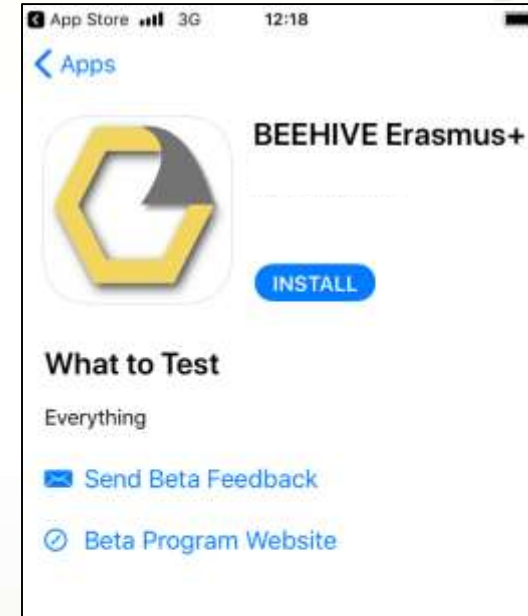 App Store 3G 12:18
Apps
BEEHIVE Erasmus+
INSTALL
What to Test
Everything
Send Beta Feedback
Beta Program Website